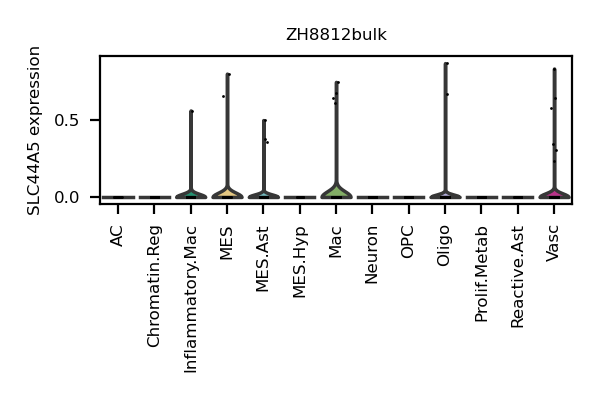 ZH8812bulk
SLC44A5 expression
0.5
0.0
AC
Chromatin.Reg
Inflammatory.Mac
MES
MES.Ast
MES.Hyp
Mac
Neuron
OPC
Oligo
Prolif.Metab
Reactive.Ast
Vasc